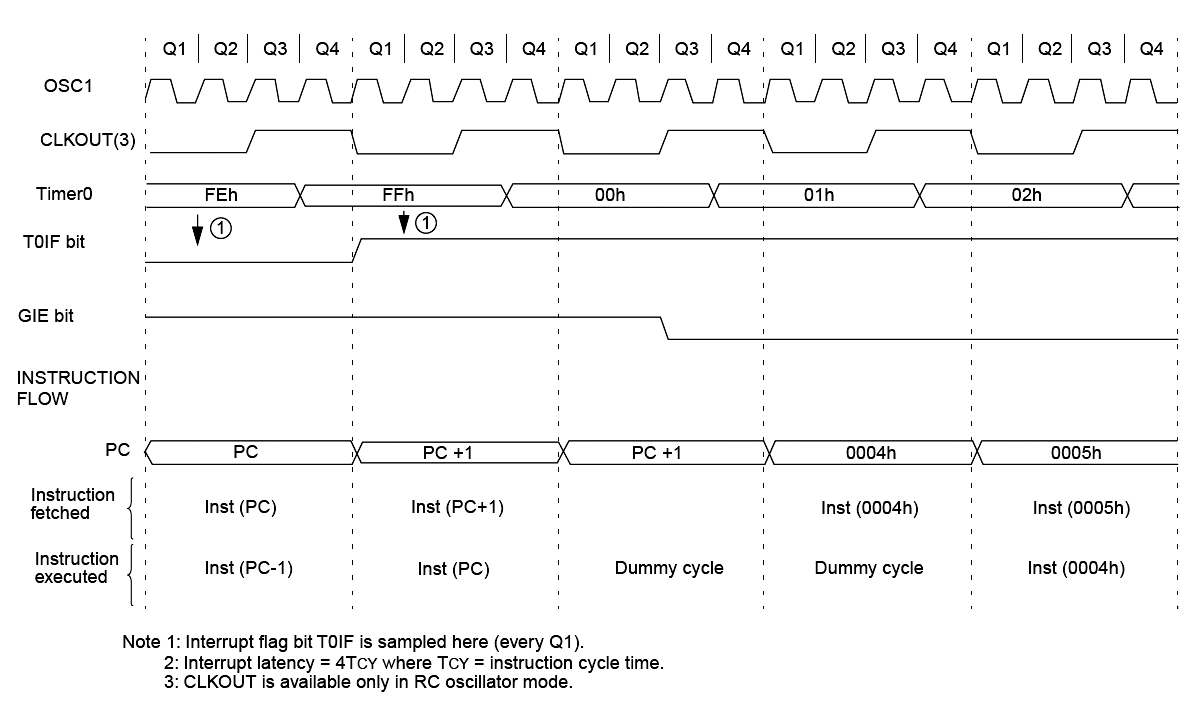 Q1 Q2 Q3 Q4 Q1 Q2 Q3 Q4 Q1 Q2 Q3 Q4 Q1 Q2 Q3 Q4 Q1 Q2 Q3 Q4
OSC1
CLKOUT(3)
Timer0 FEh FFh 00h 01h 02h
1 1
T0IF bit
GIE bit
INSTRUCTION
FLOW
PC PC PC +1 PC +1 0004h 0005h
Instruction
fetched
Inst (PC) Inst (PC+1) Inst (0004h) Inst (0005h)
Instruction
executed
Inst (PC-1) Inst (PC) Dummy cycle Dummy cycle Inst (0004h)
Note 1: Interrupt flag bit T0IF is sampled here (every Q1).
2: Interrupt latency = 4TCY where TCY = instruction cycle time.
3: CLKOUT is available only in RC oscillator mode.